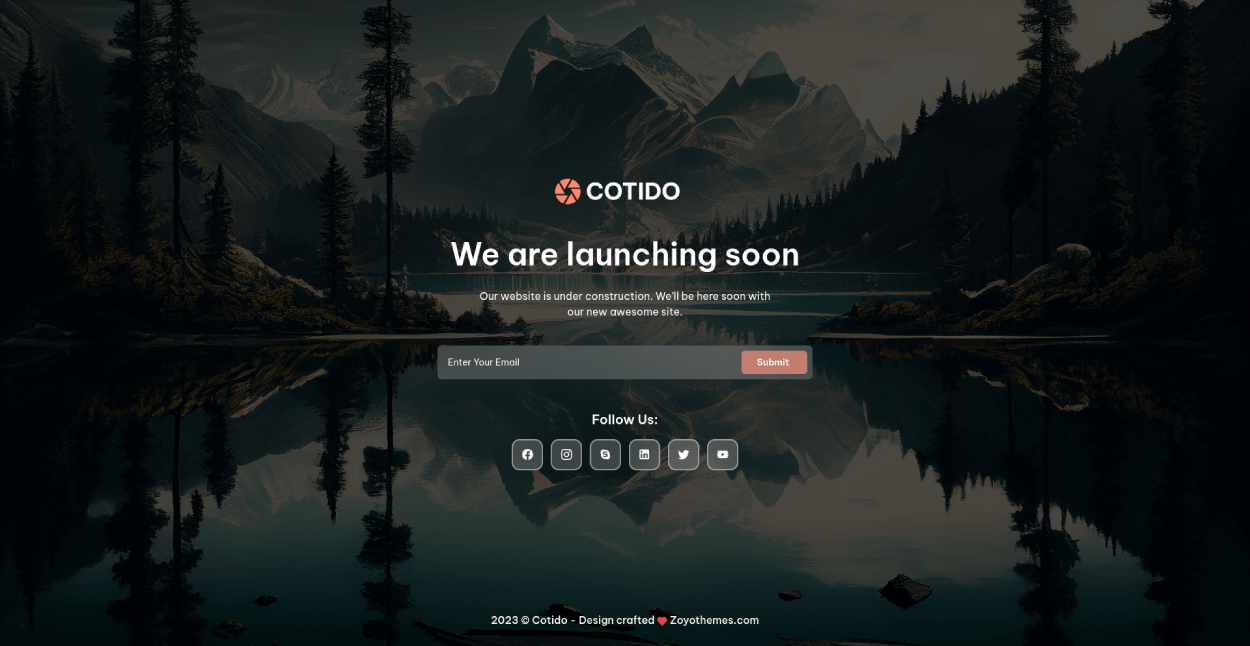 COTIDO
We are launching soon
Our website is under construction. We'll be here soon with
our new awesome site.
Enter Your Email
Submit
Follow Us:
2023 © Cotido - Design crafted ❤ Zoyothemes.com